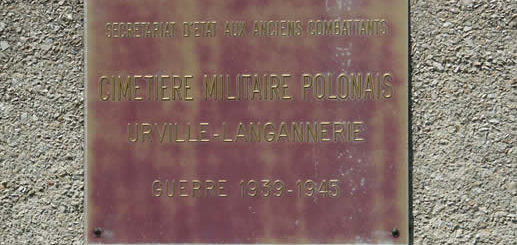 SECRETARIAT D'ETAT AUX ANCIENS COMBATTANTS
CIMETIERE MILITAIRE POLONAIS
URVILLE-LANGANNERIE
GUERRE 1939-1945